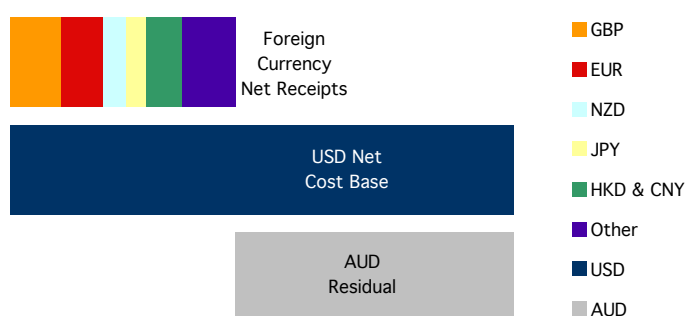 Foreign
Currency
Net Receipts
USD Net
Cost Base
AUD
Residual
GBP
EUR
NZD
JPY
HKD & CNY
Other
USD
AUD